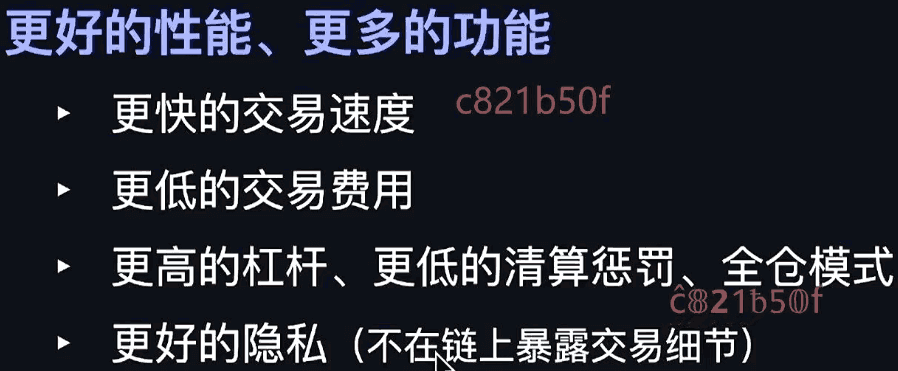 更好的性能、更多的功能
‣ 更快的交易速度 c821b50f
‣ 更低的交易费用
‣ 更高的杠杆、更低的清算惩罚、全仓模式
ĉ𝟠𝟮1ƀ5𝟘f
‣ 更好的隐私（不在链上暴露交易细节）